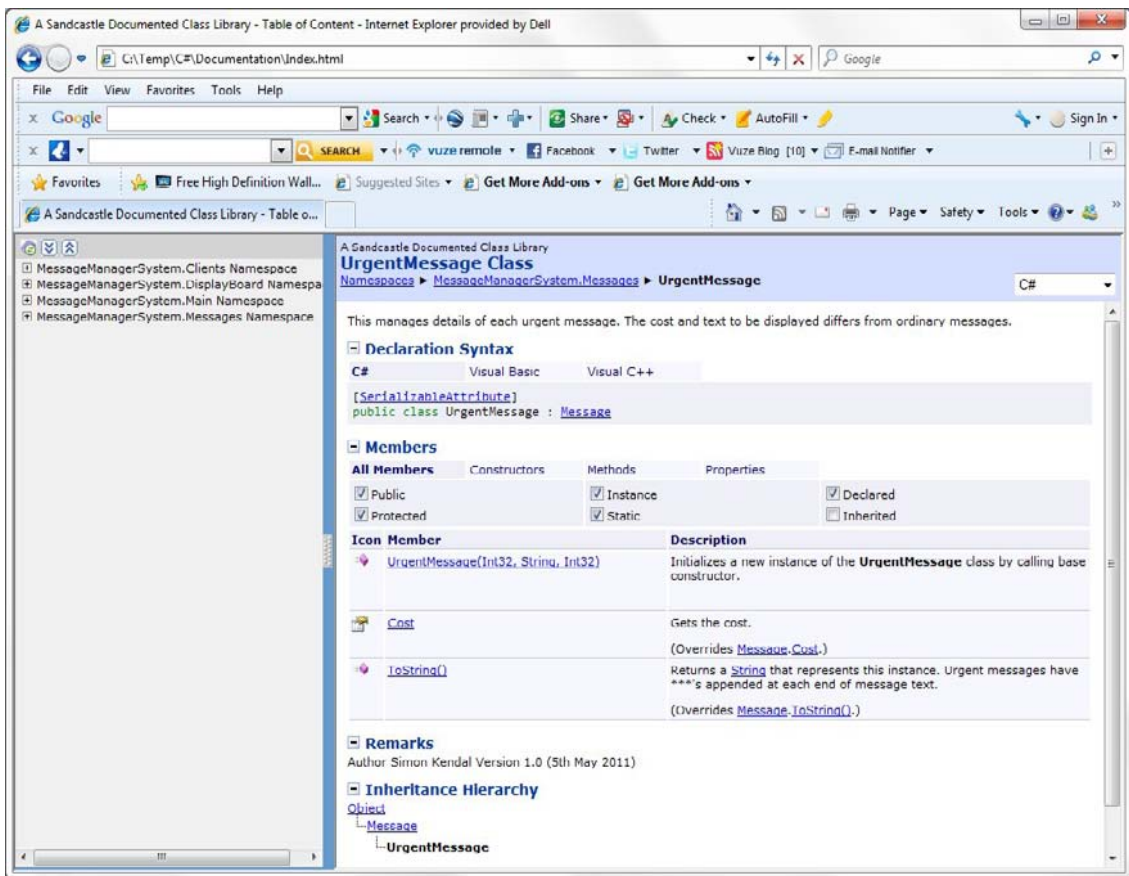 A Sandcastle Documented Class Library - Table of Content - Internet Explorer provided by Dell
C:\Temp\C#\Documentation\Index.html
Google
File Edit View Favorites Tools Help
x Google Search Share Check AutoFill Sign In
x SEARCH vuze remote Facebook Twitter Vuze Blog [10] E-mail Notifier
Favorites Free High Definition Wall... Suggested Sites Get More Add-ons Get More Add-ons
A Sandcastle Documented Class Library - Table o... Page Safety Tools »
MessageManagerSystem.Clients Namespace
MessageManagerSystem.DisplayBoard Namespa
MessageManagerSystem.Main Namespace
MessageManagerSystem.Messages Namespace
A Sandcastle Documented Class Library
UrgentMessage Class
Namespaces ► MessageManagerSystem.Messages ► UrgentMessage
C#
This manages details of each urgent message. The cost and text to be displayed differs from ordinary messages.
Declaration Syntax
C# Visual Basic Visual C++
[SerializableAttribute]
public class UrgentMessage : Message
Members
All Members Constructors Methods Properties
Public Instance Declared
Protected Static Inherited
Icon Member Description
UrgentMessage(Int32, String, Int32) Initializes a new instance of the UrgentMessage class by calling base
constructor.
Cost Gets the cost.
(Overrides Message.Cost.)
ToString() Returns a String that represents this instance. Urgent messages have
***'s appended at each end of message text.
(Overrides Message.ToString().)
Remarks
Author Simon Kendal Version 1.0 (5th May 2011)
Inheritance Hierarchy
Object
Message
UrgentMessage